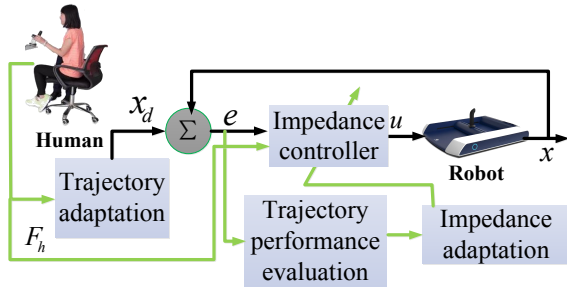 Human
x_d
Σ
e
Impedance
controller
u
Robot
x
Trajectory
adaptation
F_h
Trajectory
performance
evaluation
Impedance
adaptation